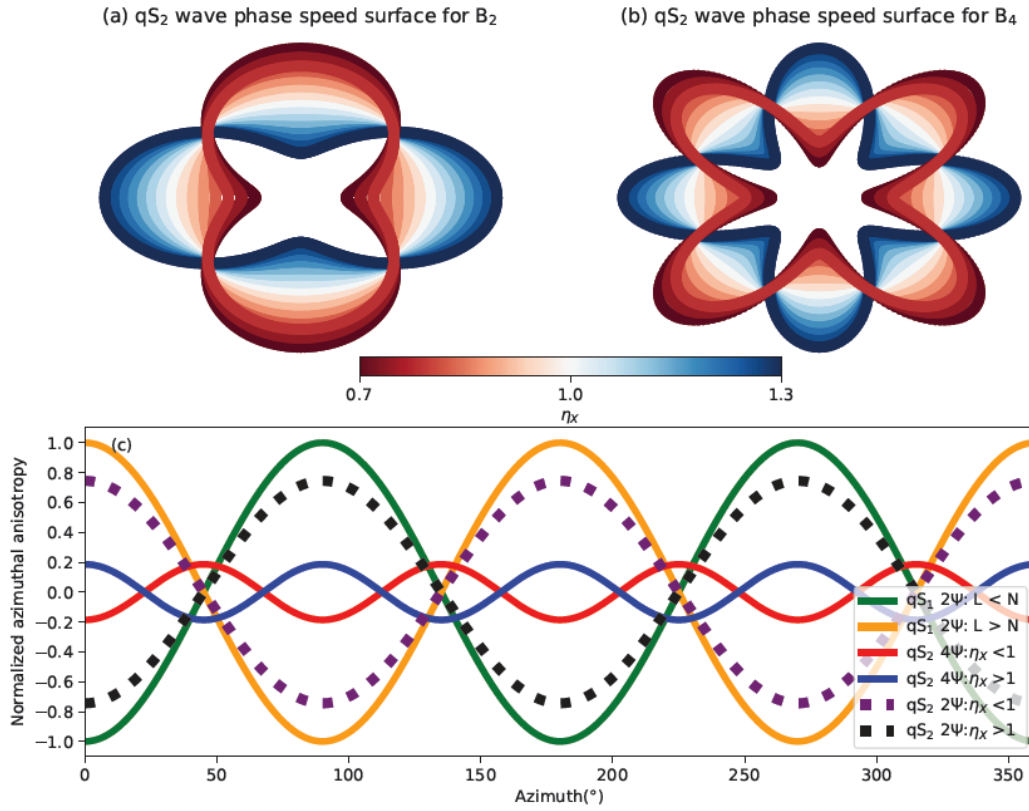 (a) qS₂ wave phase speed surface for B₂
(b) qS₂ wave phase speed surface for B₄
0.7 1.0 1.3
ηX
(c)
Normalized azimuthal anisotropy
1.0
0.8
0.6
0.4
0.2
0.0
−0.2
−0.4
−0.6
−0.8
−1.0
qS₁ 2Ψ: L < N
qS₁ 2Ψ: L > N
qS₂ 4Ψ:ηX <1
qS₂ 4Ψ:ηX >1
qS₂ 2Ψ:ηX <1
qS₂ 2Ψ:ηX >1
0 50 100 150 200 250 300 350
Azimuth(°)